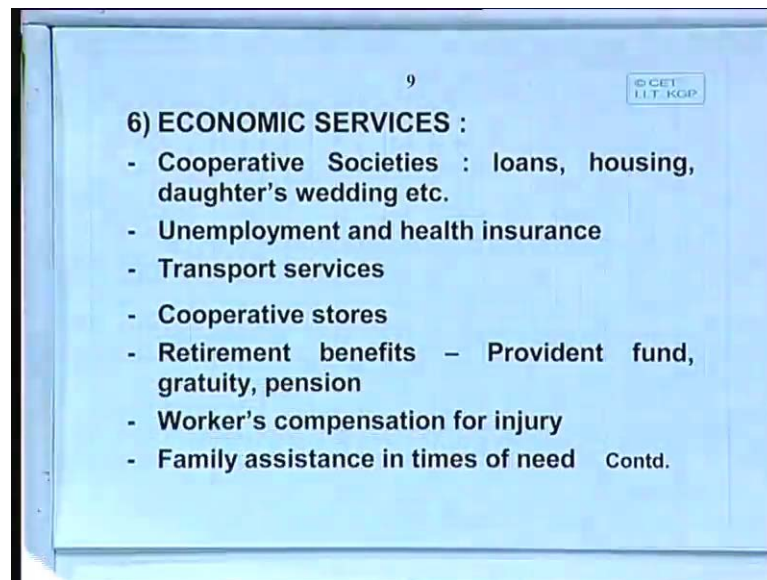 9
© CET
I.I.T. KGP
6) ECONOMIC SERVICES :
- Cooperative Societies : loans, housing,
daughter's wedding etc.
- Unemployment and health insurance
- Transport services
- Cooperative stores
- Retirement benefits – Provident fund,
gratuity, pension
- Worker's compensation for injury
- Family assistance in times of need Contd.